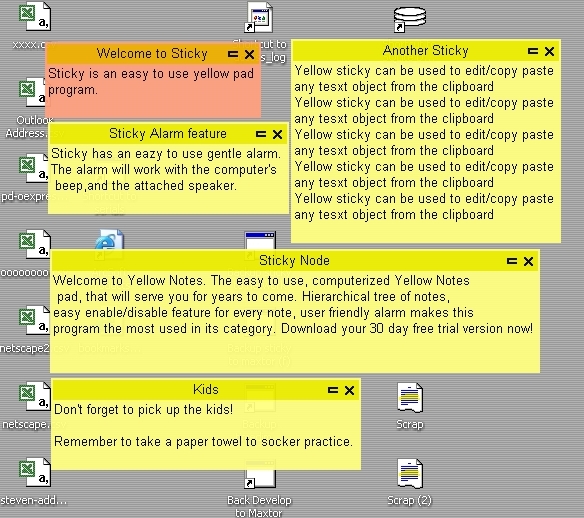 xxxx.c
Shortcut to
s_log
Welcome to Sticky
Sticky is an easy to use yellow pad
program.
Another Sticky
Yellow sticky can be used to edit/copy paste
any tesxt object from the clipboard
Yellow sticky can be used to edit/copy paste
any tesxt object from the clipboard
Yellow sticky can be used to edit/copy paste
any tesxt object from the clipboard
Yellow sticky can be used to edit/copy paste
any tesxt object from the clipboard
Yellow sticky can be used to edit/copy paste
any tesxt object from the clipboard
Outlook
Address.
Sticky Alarm feature
Sticky has an eazy to use gentle alarm.
The alarm will work with the computer's
beep,and the attached speaker.
pd-oexpre
Sticky Node
Welcome to Yellow Notes. The easy to use, computerized Yellow Notes
pad, that will serve you for years to come. Hierarchical tree of notes,
easy enable/disable feature for every note, user friendly alarm makes this
program the most used in its category. Download your 30 day free trial version now!
oooooooo
netscape2
Kids
Don't forget to pick up the kids!
Remember to take a paper towel to socker practice.
netscape.
Scrap
steven-add...
Back Develop
to Maxtor
Scrap (2)